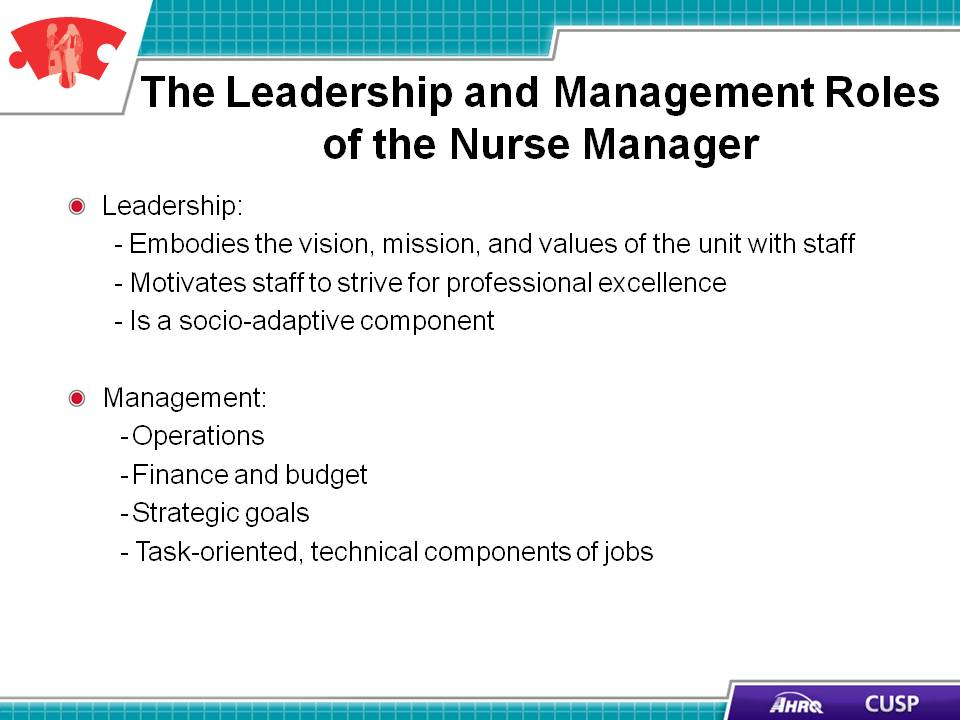 The Leadership and Management Roles
of the Nurse Manager
Leadership:
- Embodies the vision, mission, and values of the unit with staff
- Motivates staff to strive for professional excellence
- Is a socio-adaptive component
Management:
- Operations
- Finance and budget
- Strategic goals
- Task-oriented, technical components of jobs
AHRQ CUSP